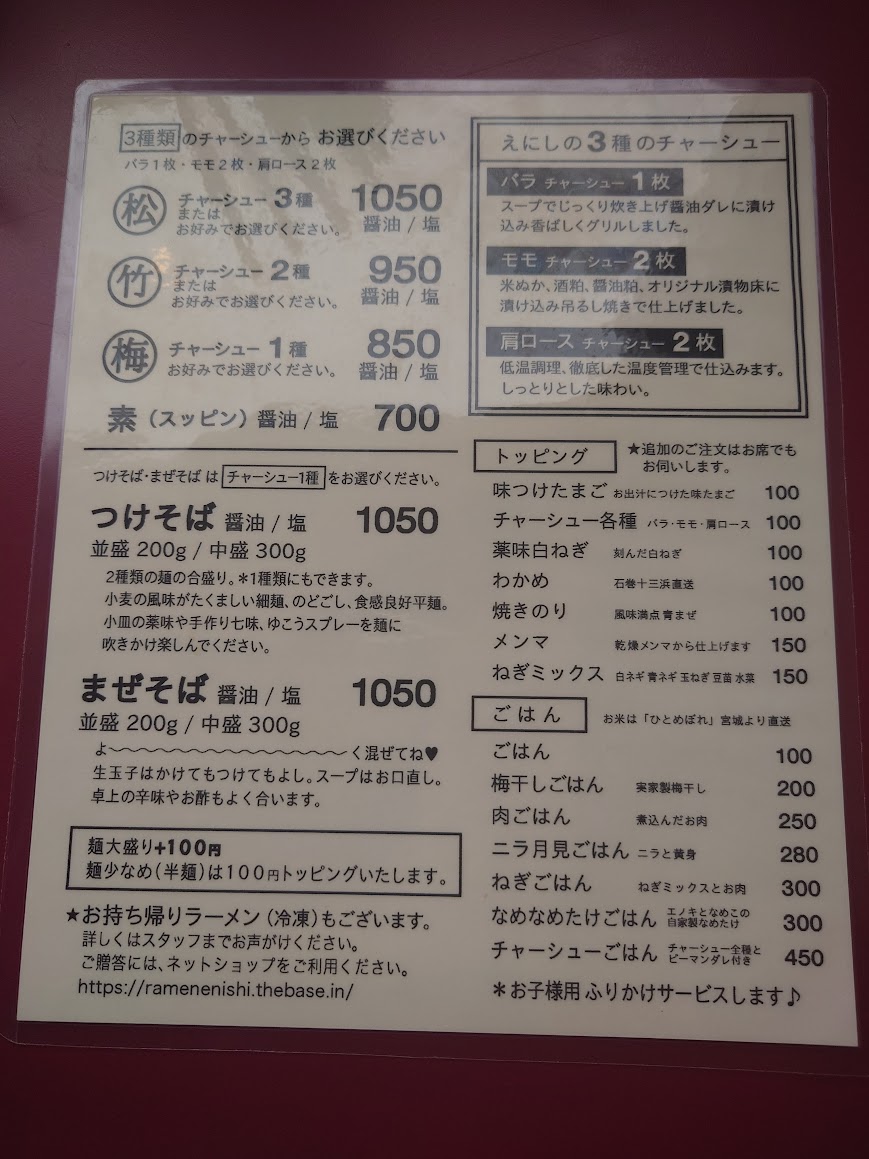 3種類 のチャーシューから お選びください
バラ1枚・モモ2枚・肩ロース2枚
松 チャーシュー 3種 1050
または
お好みでお選びください。 醤油 / 塩
竹 チャーシュー 2種 950
または
お好みでお選びください。 醤油 / 塩
梅 チャーシュー 1種 850
お好みでお選びください。 醤油 / 塩
素(スッピン)醤油 / 塩 700
つけそば・まぜそば は チャーシュー1種 をお選びください。
つけそば 醤油 / 塩 1050
並盛 200g / 中盛 300g
2種類の麺の合盛り。*1種類にもできます。
小麦の風味がたくましい細麺、のどごし、食感良好平麺。
小皿の薬味や手作り七味、ゆこうスプレーを麺に
吹きかけ楽しんでください。
まぜそば 醤油 / 塩 1050
並盛 200g / 中盛 300g
よ〜〜〜〜〜〜〜〜〜〜〜〜〜〜〜く混ぜてね♥
生玉子はかけてもつけてもよし。スープはお口直し。
卓上の辛味やお酢もよく合います。
麺大盛り+100円
麺少なめ(半麺)は100円トッピングいたします。
★お持ち帰りラーメン(冷凍)もございます。
詳しくはスタッフまでお声がけください。
ご贈答には、ネットショップをご利用ください。
https://ramenenishi.thebase.in/
えにしの3種のチャーシュー
バラ チャーシュー 1枚
スープでじっくり炊き上げ醤油ダレに漬け
込み香ばしくグリルしました。
モモ チャーシュー 2枚
米ぬか、酒粕、醤油粕、オリジナル漬物床に
漬け込み吊るし焼きで仕上げました。
肩ロース チャーシュー 2枚
低温調理、徹底した温度管理で仕込みます。
しっとりとした味わい。
トッピング ★追加のご注文はお席でも
お伺いします。
味つけたまご お出汁につけた味たまご 100
チャーシュー各種 バラ・モモ・肩ロース 100
薬味白ねぎ 刻んだ白ねぎ 100
わかめ 石巻十三浜直送 100
焼きのり 風味満点 青まぜ 100
メンマ 乾燥メンマから仕上げます 150
ねぎミックス 白ネギ 青ネギ 玉ねぎ 豆苗 水菜 150
ごはん お米は「ひとめぼれ」宮城より直送
ごはん 100
梅干しごはん 実家製梅干し 200
肉ごはん 煮込んだお肉 250
ニラ月見ごはん ニラと黄身 280
ねぎごはん ねぎミックスとお肉 300
なめなめたけごはん エノキとなめこの
自家製なめたけ 300
チャーシューごはん チャーシュー全種と
ピーマンダレ付き 450
*お子様用 ふりかけサービスします♪